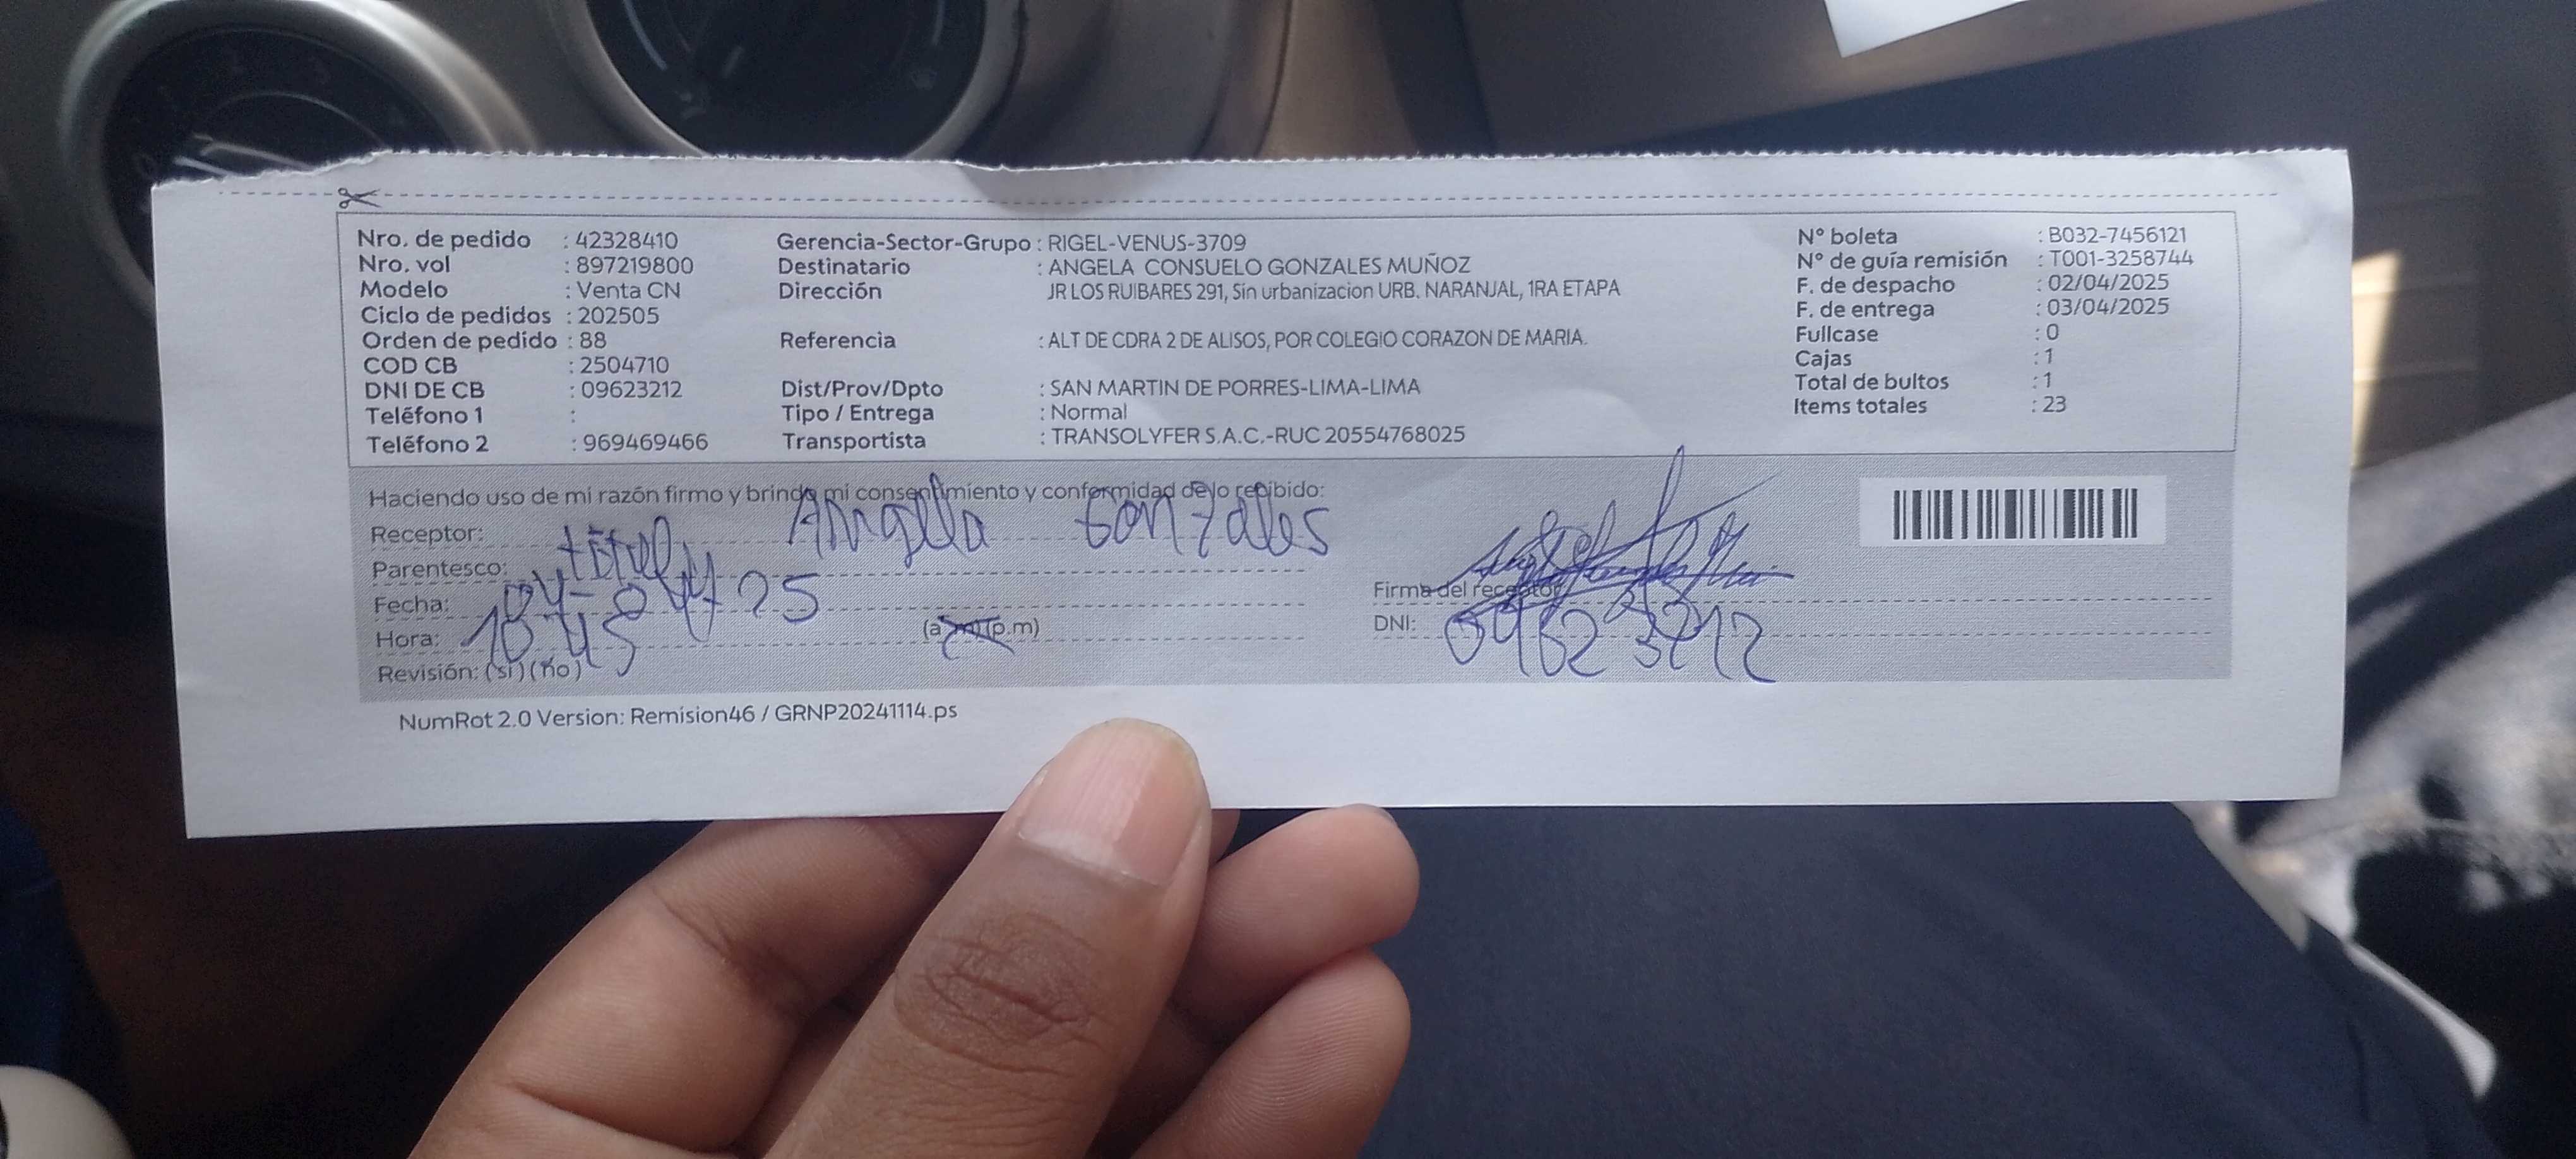 Nro. de pedido : 42328410
Nro. vol : 897219800
Modelo : Venta CN
Ciclo de pedidos : 202505
Orden de pedido : 88
COD CB : 2504710
DNI DE CB : 09623212
Teléfono 1 :
Teléfono 2 : 969469466
Gerencia-Sector-Grupo : RIGEL-VENUS-3709
Destinatario : ANGELA CONSUELO GONZALES MUÑOZ
Dirección JR LOS RUIBARES 291, Sin urbanizacion URB. NARANJAL, 1RA ETAPA
Referencia : ALT DE CDRA 2 DE ALISOS, POR COLEGIO CORAZON DE MARIA.
Dist/Prov/Dpto : SAN MARTIN DE PORRES-LIMA-LIMA
Tipo / Entrega : Normal
Transportista : TRANSOLYFER S.A.C.-RUC 20554768025
N° boleta : B032-7456121
N° de guía remisión : T001-3258744
F. de despacho : 02/04/2025
F. de entrega : 03/04/2025
Fullcase : 0
Cajas : 1
Total de bultos : 1
Items totales : 23
Haciendo uso de mi razón firmo y brindo mi consentimiento y conformidad de lo recibido:
Receptor: Angela Gonzales
Parentesco: titular
Fecha: 04-04-25
Hora: 10:45 (a.m)(p.m)
Revisión: (si) (no)
Firma del receptor
DNI: 09623212
NumRot 2.0 Version: Remision46 / GRNP20241114.ps